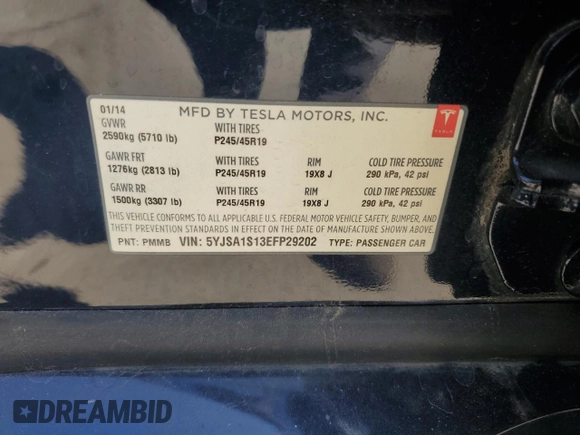 01/14 MFD BY TESLA MOTORS, INC.
GVWR WITH TIRES
2590kg (5710 lb) P245/45R19
GAWR FRT WITH TIRES RIM COLD TIRE PRESSURE
1276kg (2813 lb) P245/45R19 19X8 J 290 kPa, 42 psi
GAWR RR WITH TIRES RIM COLD TIRE PRESSURE
1500kg (3307 lb) P245/45R19 19X8 J 290 kPa, 42 psi
THIS VEHICLE CONFORMS TO ALL APPLICABLE U.S. FEDERAL MOTOR VEHICLE SAFETY, BUMPER, AND
THEFT PREVENTION STANDARDS IN EFFECT ON THE DATE OF MANUFACTURE SHOWN ABOVE.
PNT: PMMB VIN: 5YJSA1S13EFP29202 TYPE: PASSENGER CAR
TESLA
DREAMBID